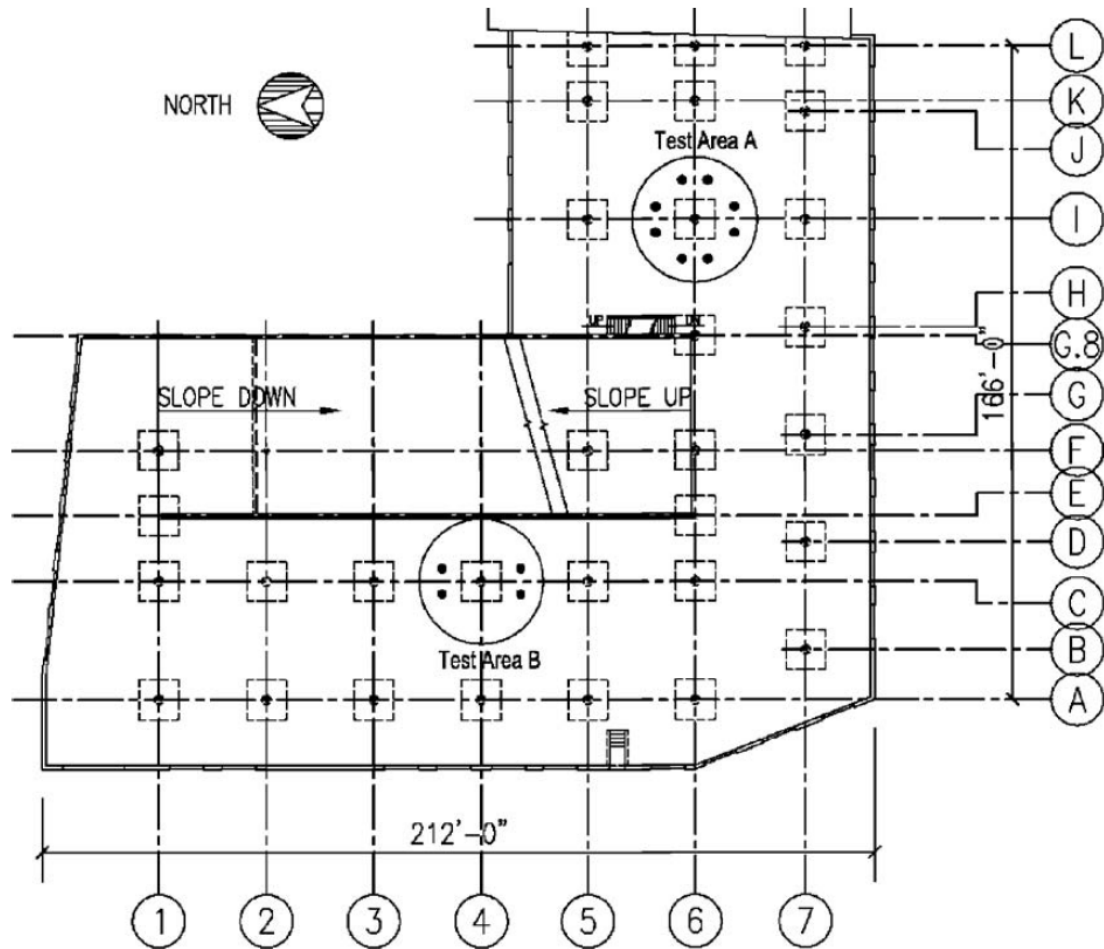 L
K
NORTH
Test Area A
J
I
H
UP
DN
G.8
166'-0"
SLOPE DOWN
SLOPE UP
G
F
E
D
C
B
Test Area B
A
212'-0"
1
2
3
4
5
6
7